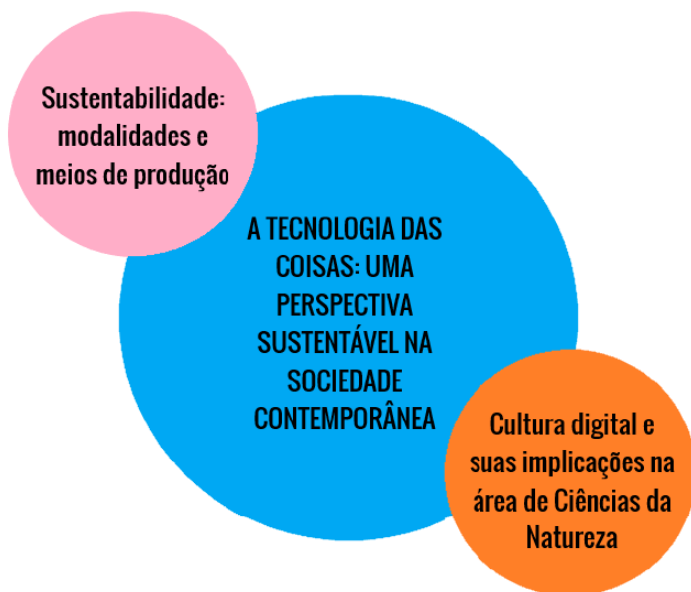 Sustentabilidade:
modalidades e
meios de produção
A TECNOLOGIA DAS
COISAS: UMA
PERSPECTIVA
SUSTENTÁVEL NA
SOCIEDADE
CONTEMPORÂNEA
Cultura digital e
suas implicações na
área de Ciências da
Natureza